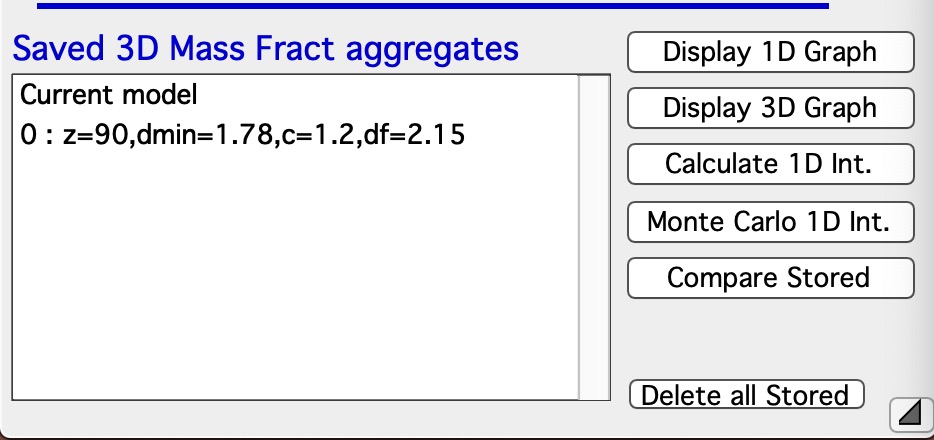 Saved 3D Mass Fract aggregates
Current model
0 : z=90,dmin=1.78,c=1.2,df=2.15
Display 1D Graph
Display 3D Graph
Calculate 1D Int.
Monte Carlo 1D Int.
Compare Stored
Delete all Stored